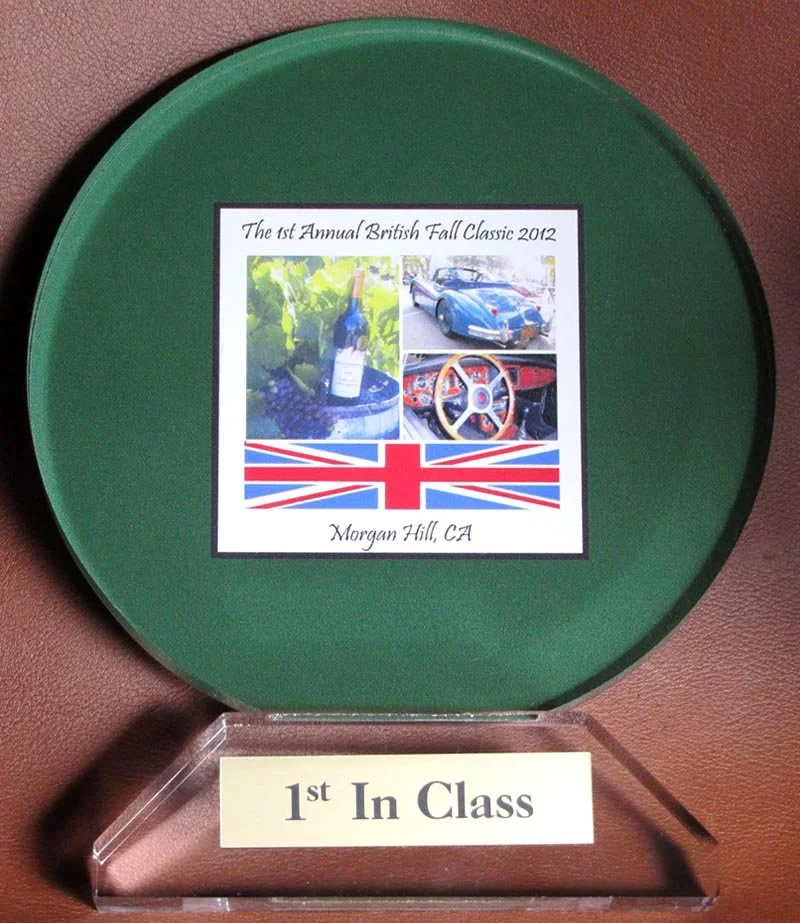 The 1st Annual British Fall Classic 2012
Morgan Hill, CA
1st In Class